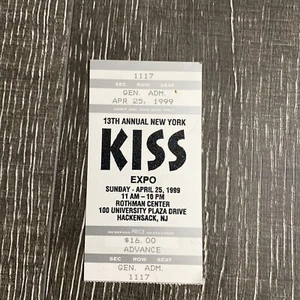 1117
SEC ROW SEAT
GEN. ADM.
APR 25, 1999
13TH ANNUAL NEW YORK
KISS
EXPO
SUNDAY - APRIL 25, 1999
11 AM - 10 PM
ROTHMAN CENTER
100 UNIVERSITY PLAZA DRIVE
HACKENSACK, NJ
PRICE
$16.00
ADVANCE
SEC ROW SEAT
GEN. ADM.
1117